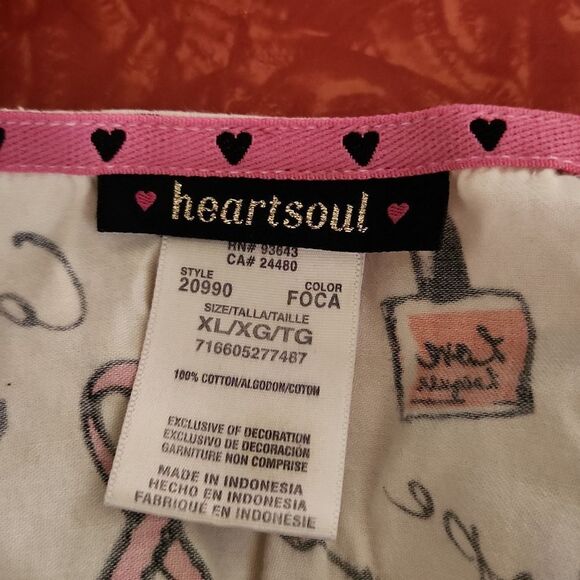 heartsoul
RN# 93643
CA# 24480
STYLE COLOR
20990 FOCA
SIZE/TALLA/TAILLE
XL/XG/TG
716605277487
100% COTTON/ALGODON/COTON
EXCLUSIVE OF DECORATION
EXCLUSIVO DE DECORACION
GARNITURE NON COMPRISE
MADE IN INDONESIA
HECHO EN INDONESIA
FABRIQUÉ EN INDONESIE